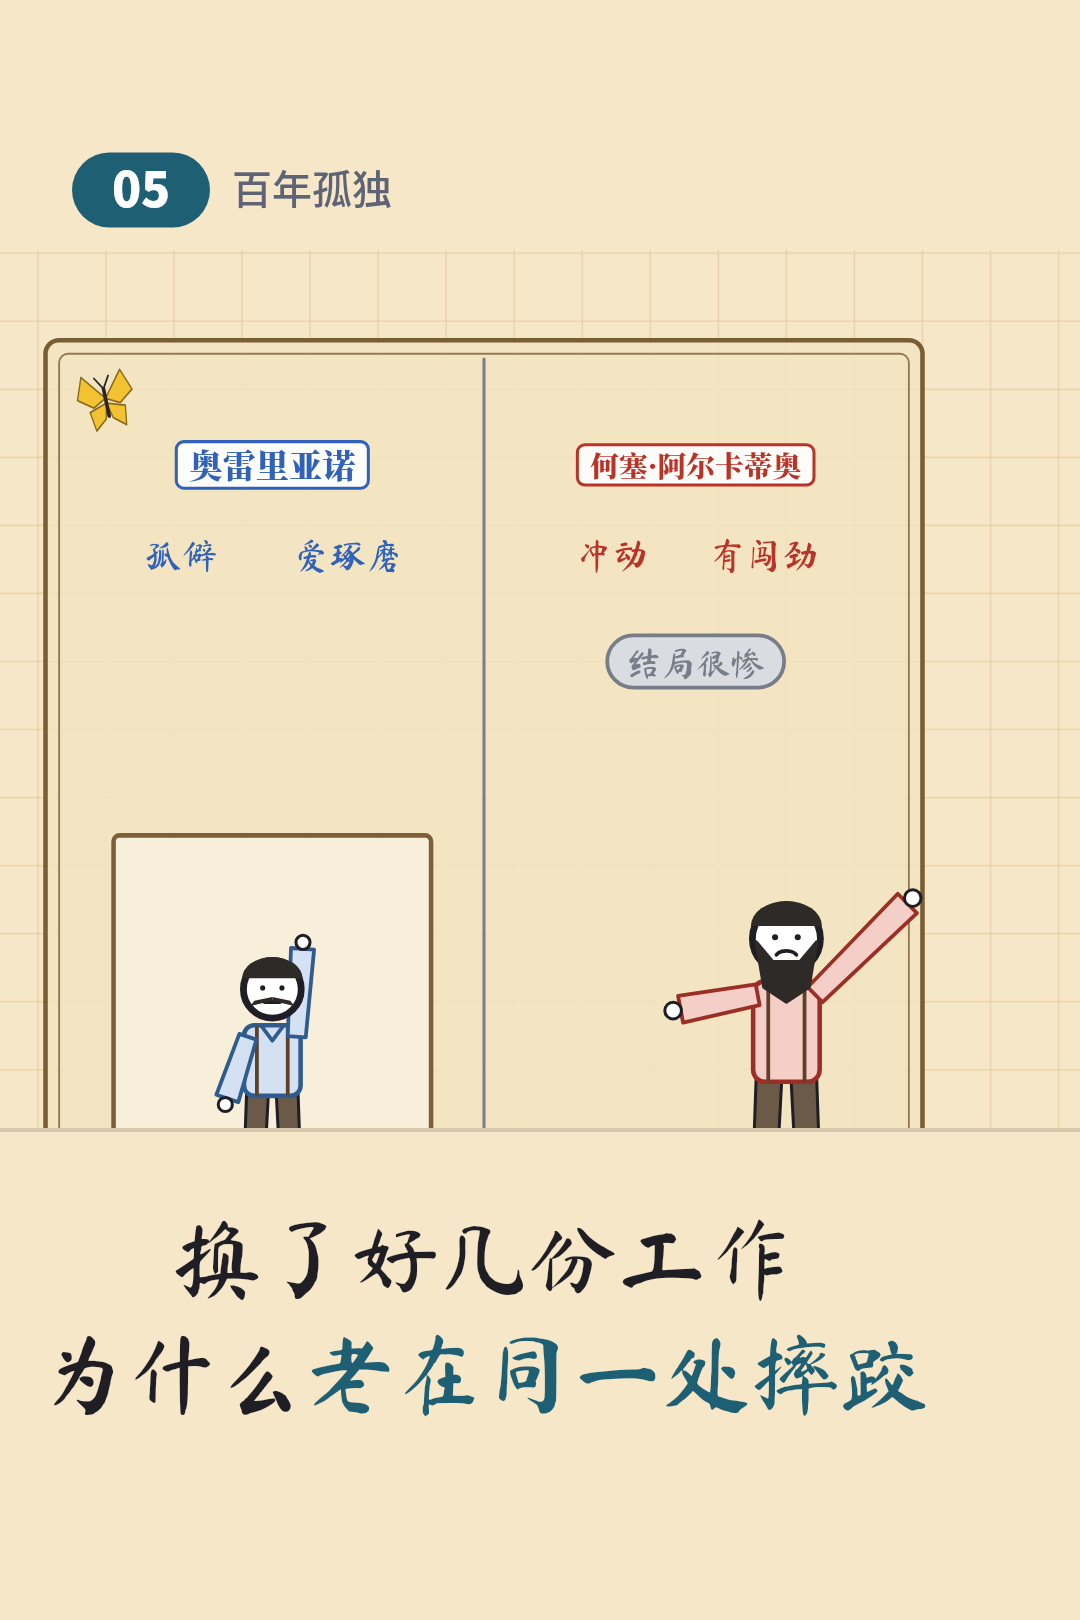 05 百年孤独
奥雷里亚诺
孤僻 爱琢磨
何塞·阿尔卡蒂奥
冲动 有闯劲
结局很惨
换了好几份工作
为什么老在同一处摔跤